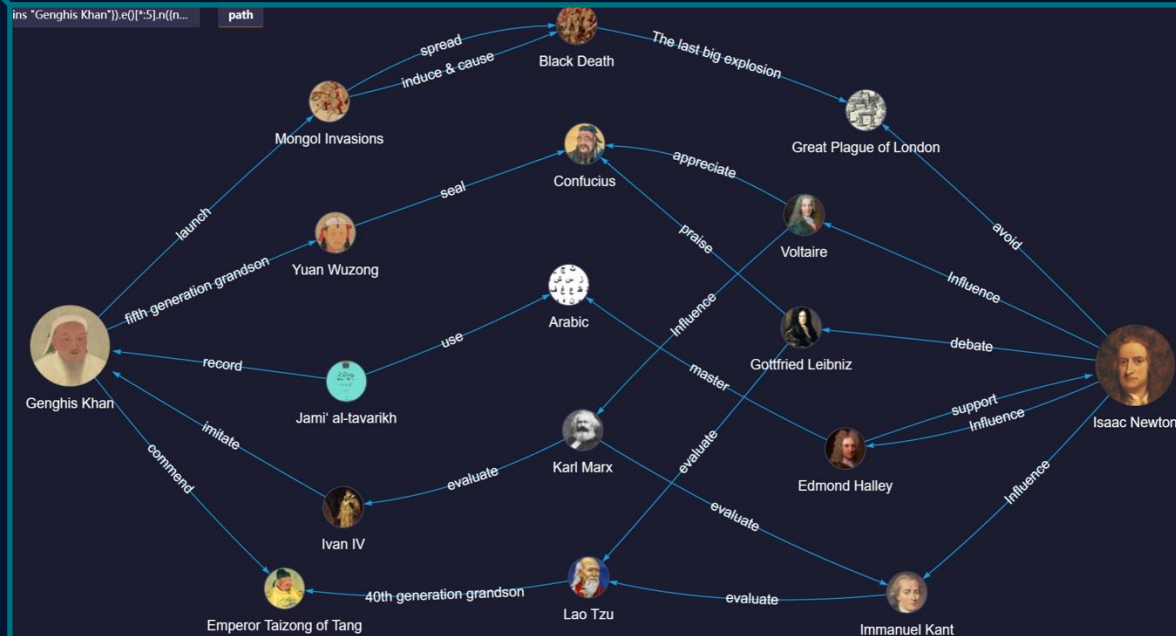 ins "Genghis Khan"}).e()[*:5].n({n...
path
spread
induce & cause
Black Death
The last big explosion
Mongol Invasions
Great Plague of London
launch
seal
Confucius
appreciate
avoid
Yuan Wuzong
praise
Voltaire
fifth generation grandson
Influence
Arabic
Influence
record
use
master
Gottfried Leibniz
debate
Genghis Khan
Jami' al-tavarikh
support
Influence
Isaac Newton
imitate
commend
evaluate
Karl Marx
evaluate
Edmond Halley
Influence
Ivan IV
evaluate
40th generation grandson
evaluate
Emperor Taizong of Tang
Lao Tzu
Immanuel Kant